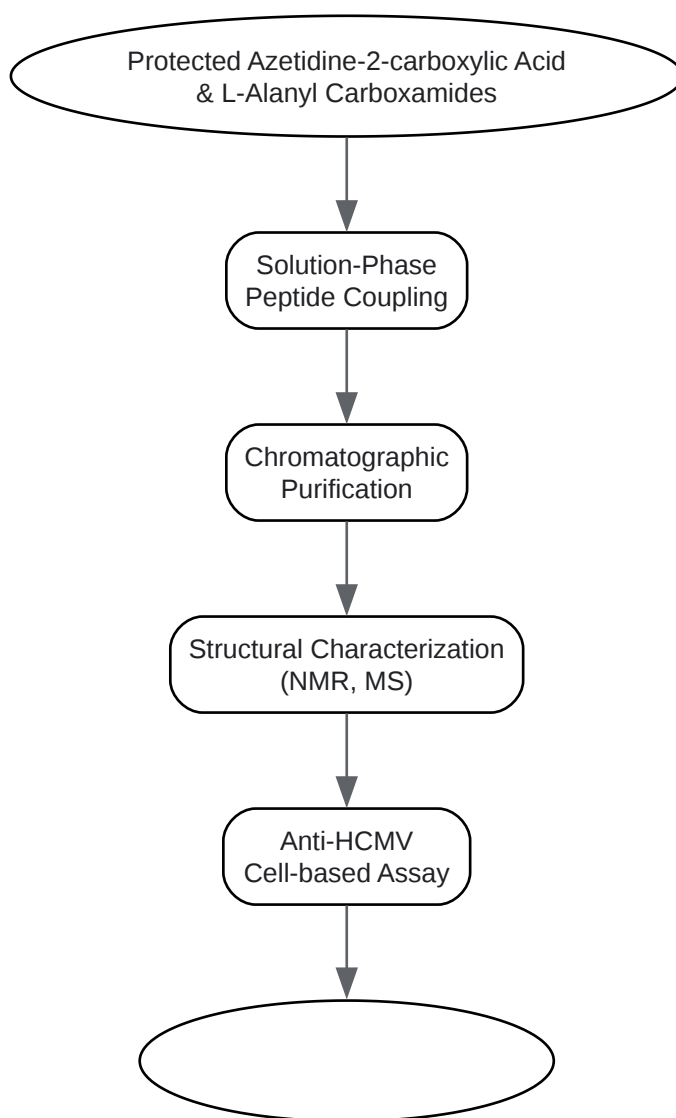 Protected Azetidine-2-carboxylic Acid
& L-Alanyl Carboxamides
Solution-Phase
Peptide Coupling
Chromatographic
Purification
Structural Characterization
(NMR, MS)
Anti-HCMV
Cell-based Assay